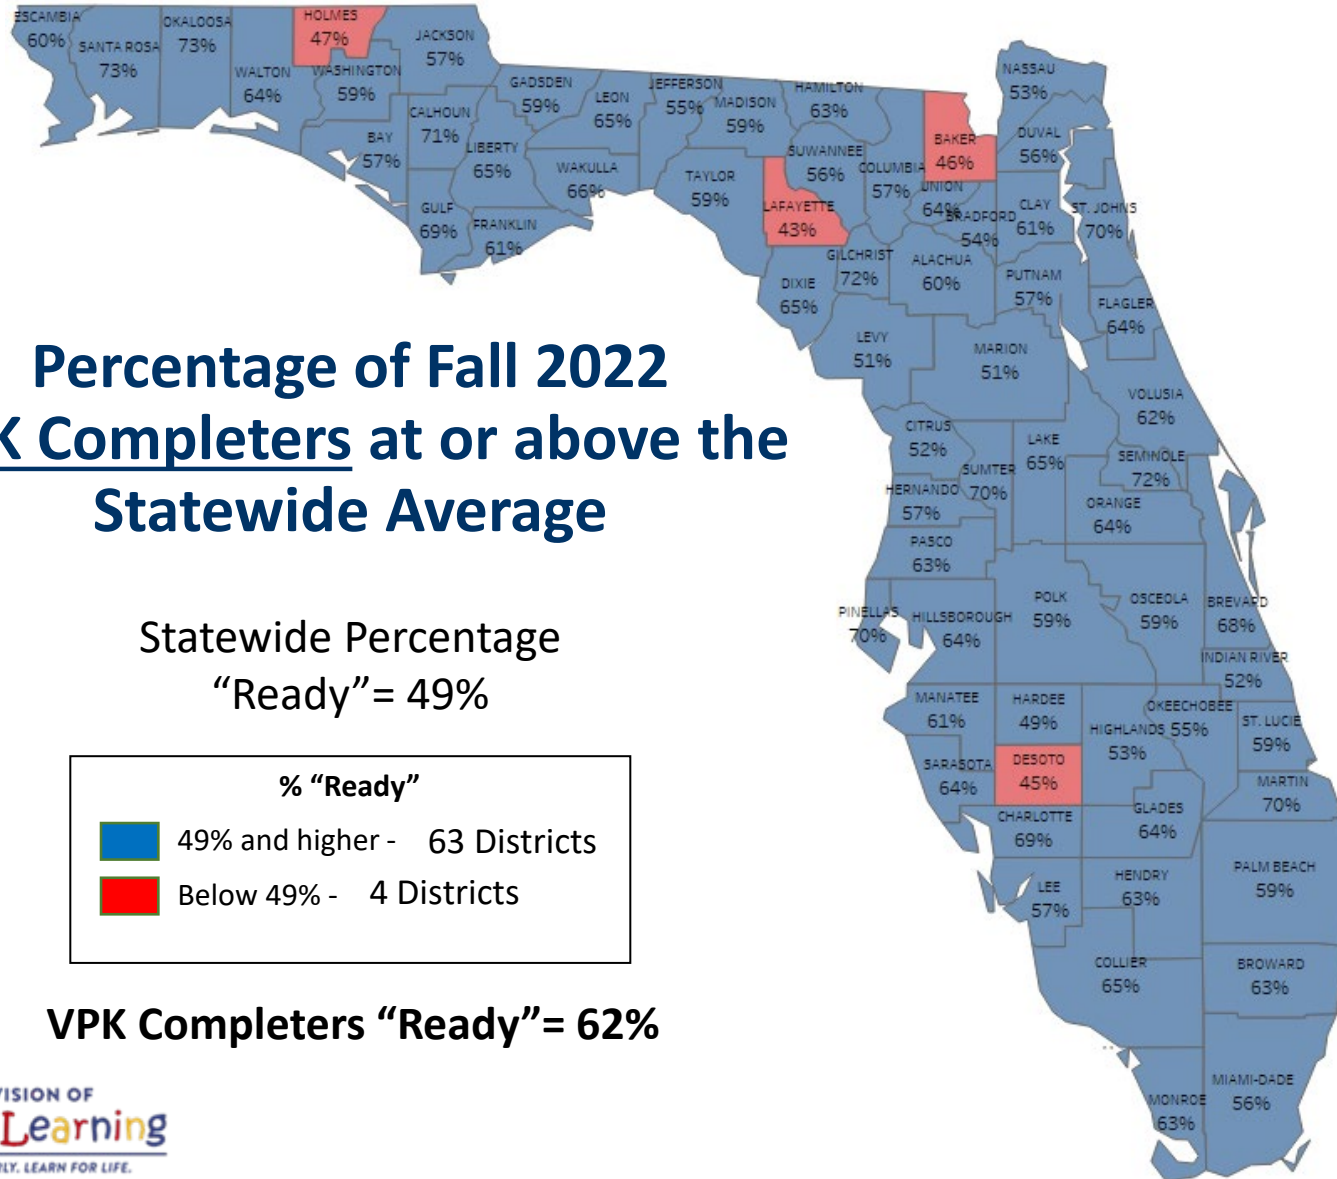 ESCAMBIA
60%
SANTA ROSA
73%
OKALOOSA
73%
WALTON
64%
HOLMES
47%
WASHINGTON
59%
JACKSON
57%
BAY
57%
CALHOUN
71%
GULF
69%
LIBERTY
65%
FRANKLIN
61%
GADSDEN
59%
LEON
65%
WAKULLA
66%
JEFFERSON
55%
MADISON
59%
TAYLOR
59%
HAMILTON
63%
SUWANNEE
56%
LAFAYETTE
43%
DIXIE
65%
COLUMBIA
57%
GILCHRIST
72%
BAKER
46%
UNION
64%
BRADFORD
54%
ALACHUA
60%
NASSAU
53%
DUVAL
56%
CLAY
61%
ST. JOHNS
70%
PUTNAM
57%
FLAGLER
64%
LEVY
51%
MARION
51%
VOLUSIA
62%
CITRUS
52%
SUMTER
70%
LAKE
65%
SEMINOLE
72%
HERNANDO
57%
ORANGE
64%
PASCO
63%
PINELLAS
70%
HILLSBOROUGH
64%
POLK
59%
OSCEOLA
59%
BREVARD
68%
INDIAN RIVER
52%
MANATEE
61%
HARDEE
49%
HIGHLANDS
53%
OKEECHOBEE
55%
ST. LUCIE
59%
SARASOTA
64%
DESOTO
45%
MARTIN
70%
CHARLOTTE
69%
GLADES
64%
LEE
57%
HENDRY
63%
PALM BEACH
59%
COLLIER
65%
BROWARD
63%
MONROE
63%
MIAMI-DADE
56%
Percentage of Fall 2022
K Completers at or above the
Statewide Average
Statewide Percentage
“Ready”= 49%
% “Ready”
49% and higher - 63 Districts
Below 49% - 4 Districts
VPK Completers “Ready”= 62%
VISION OF
Learning
RLY. LEARN FOR LIFE.